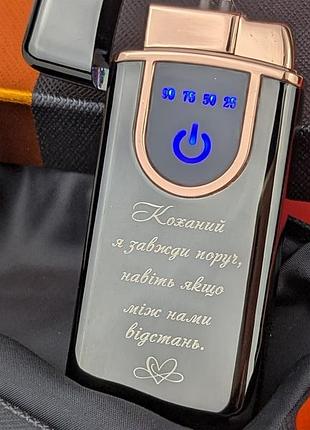 90 75 50 25
Коханий
я завжди поруч,
навіть якщо
між нами
відстань.